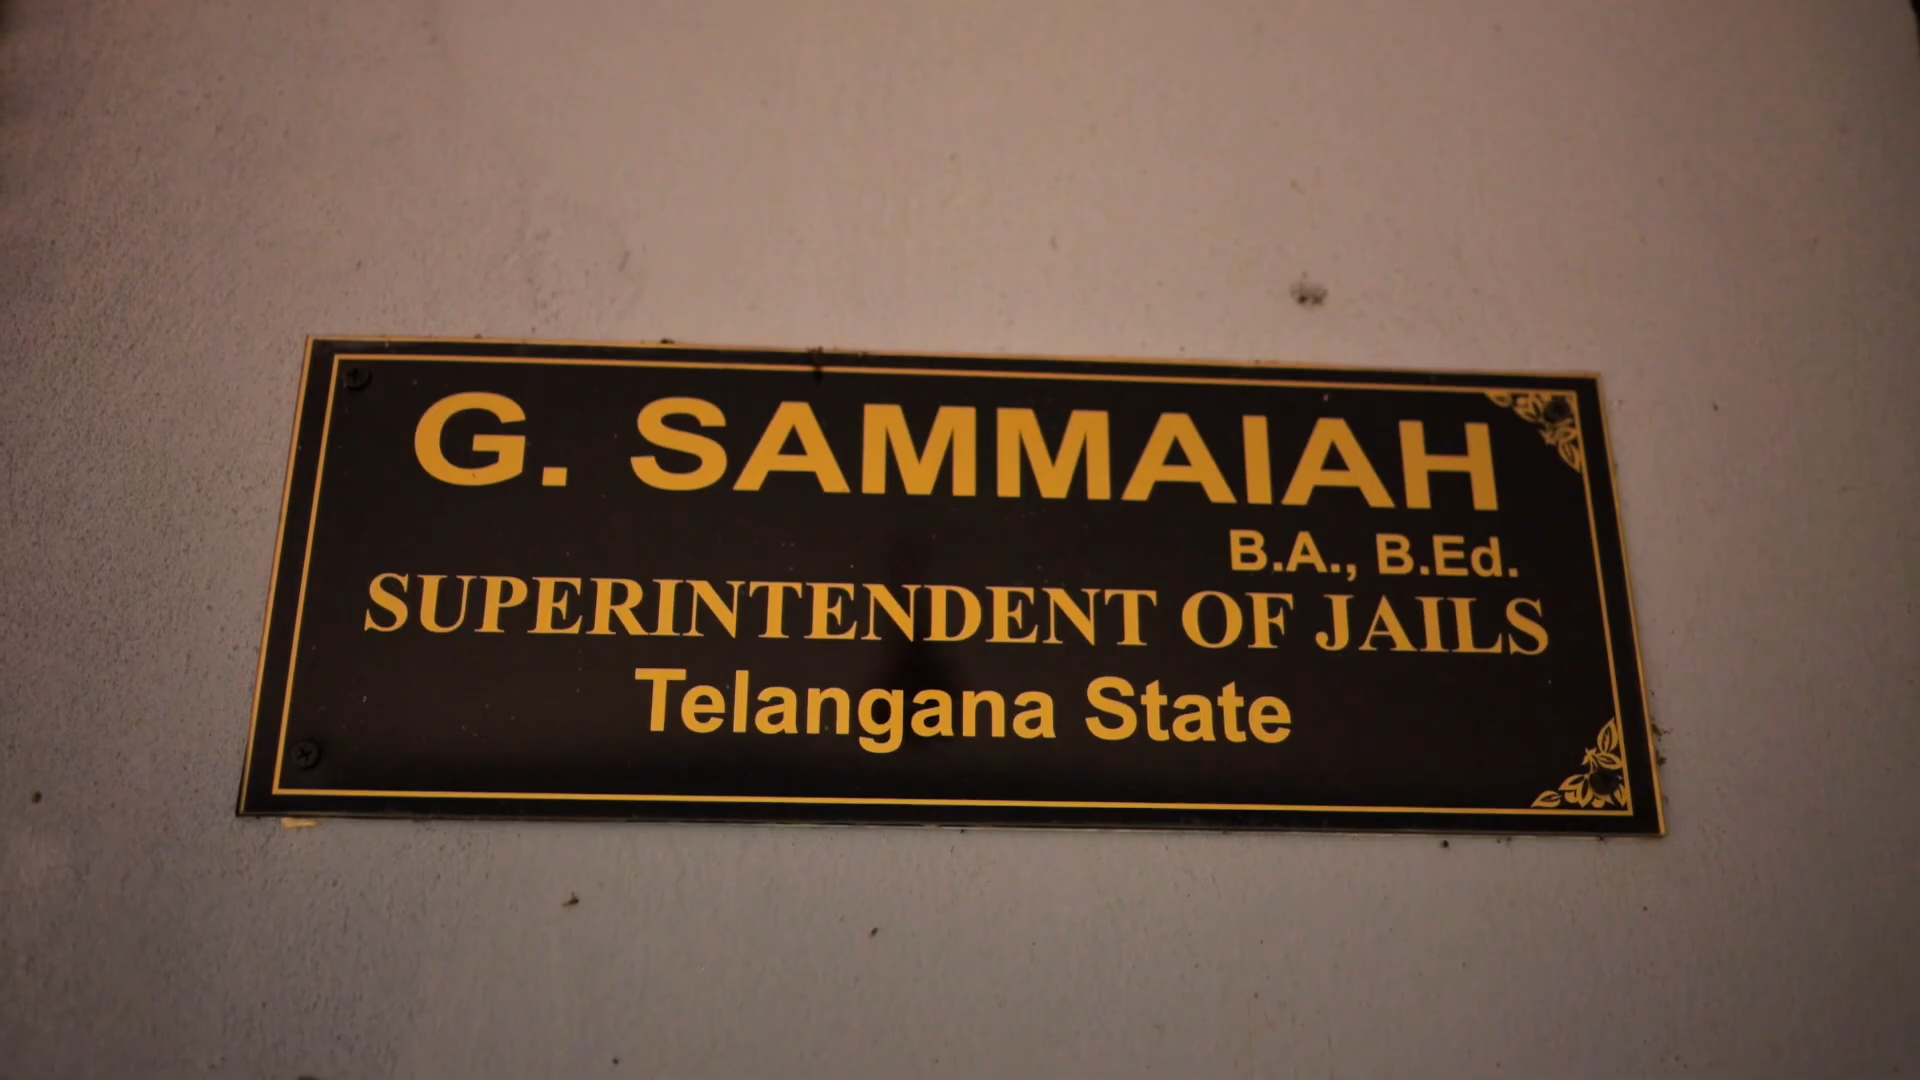 G. SAMMAIAH
B.A., B.Ed.
SUPERINTENDENT OF JAILS
Telangana State